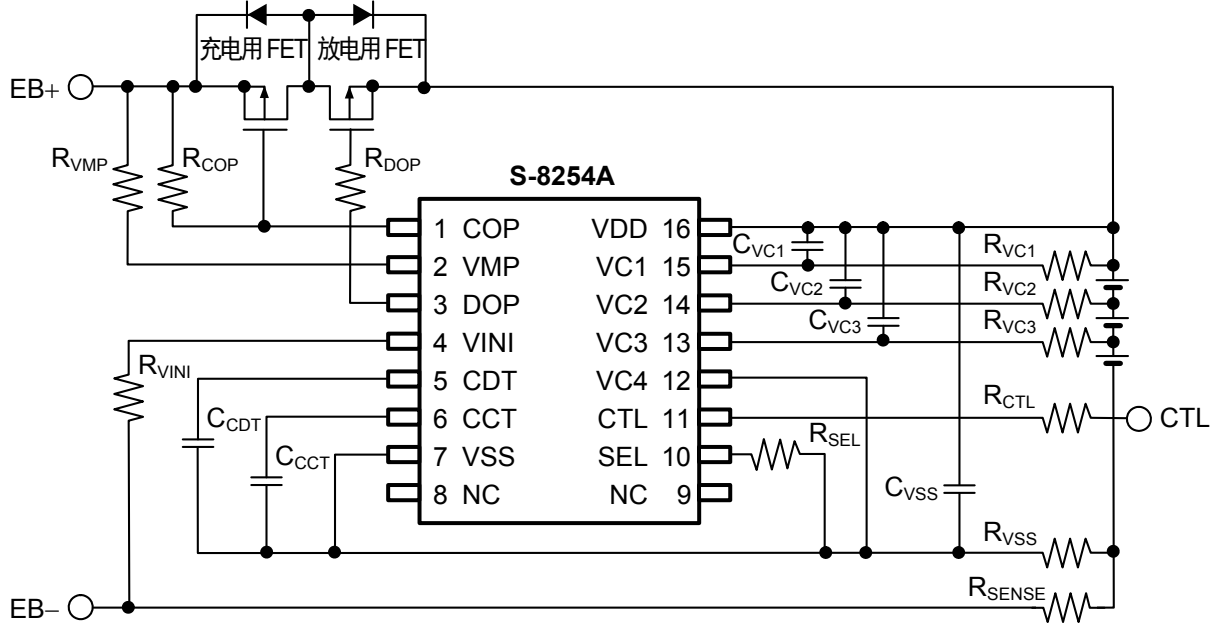 充电用 FET 放电用 FET
EB+
RVMP RCOP RDOP
S-8254A
1 COP VDD 16
2 VMP VC1 15
3 DOP VC2 14
4 VINI VC3 13
5 CDT VC4 12
6 CCT CTL 11
7 VSS SEL 10
8 NC NC 9
CVC1 RVC1
CVC2 RVC2
CVC3 RVC3
RVINI
CCDT
CCCT
RCTL
CTL
RSEL
CVSS
RVSS
RSENSE
EB−